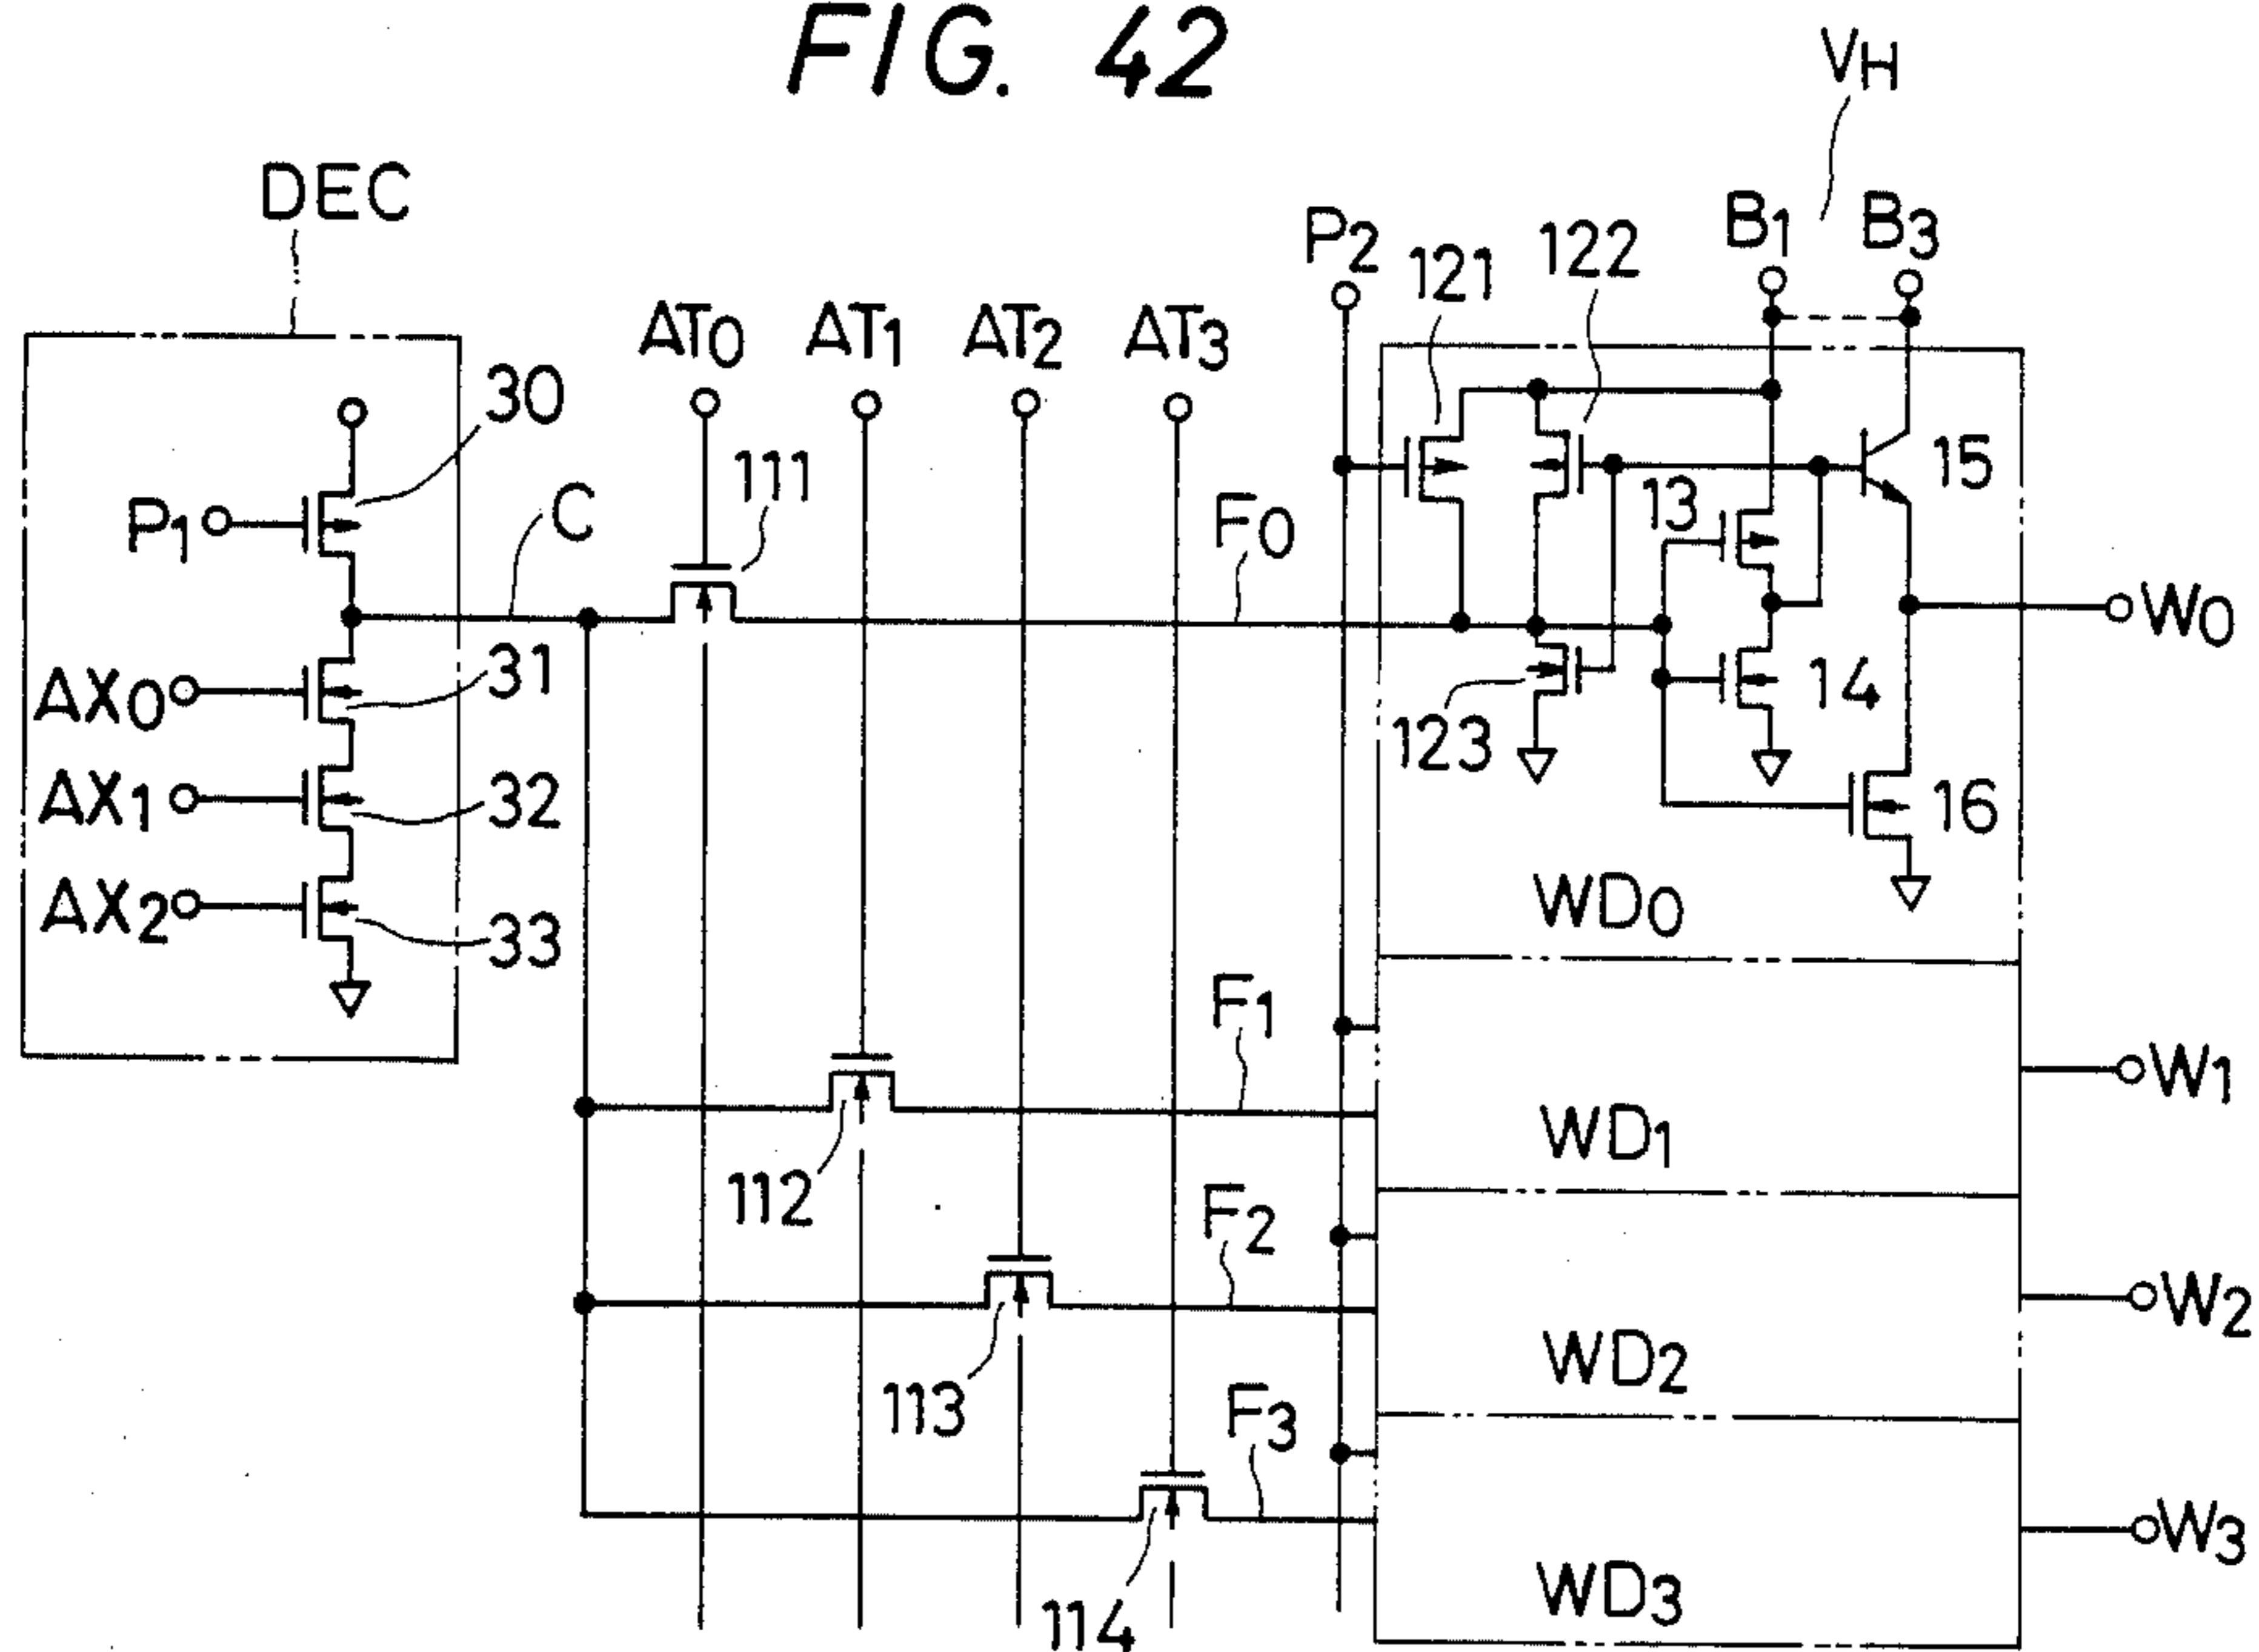 FIG. 42
VH
DEC
B1
B3
P2
121
122
AT0
AT1
AT2
AT3
30
111
15
P1
C
F0
13
W0
AX0
31
14
123
AX1
32
16
AX2
33
WD0
F1
W1
WD1
112
F2
W2
WD2
113
F3
W3
WD3
114